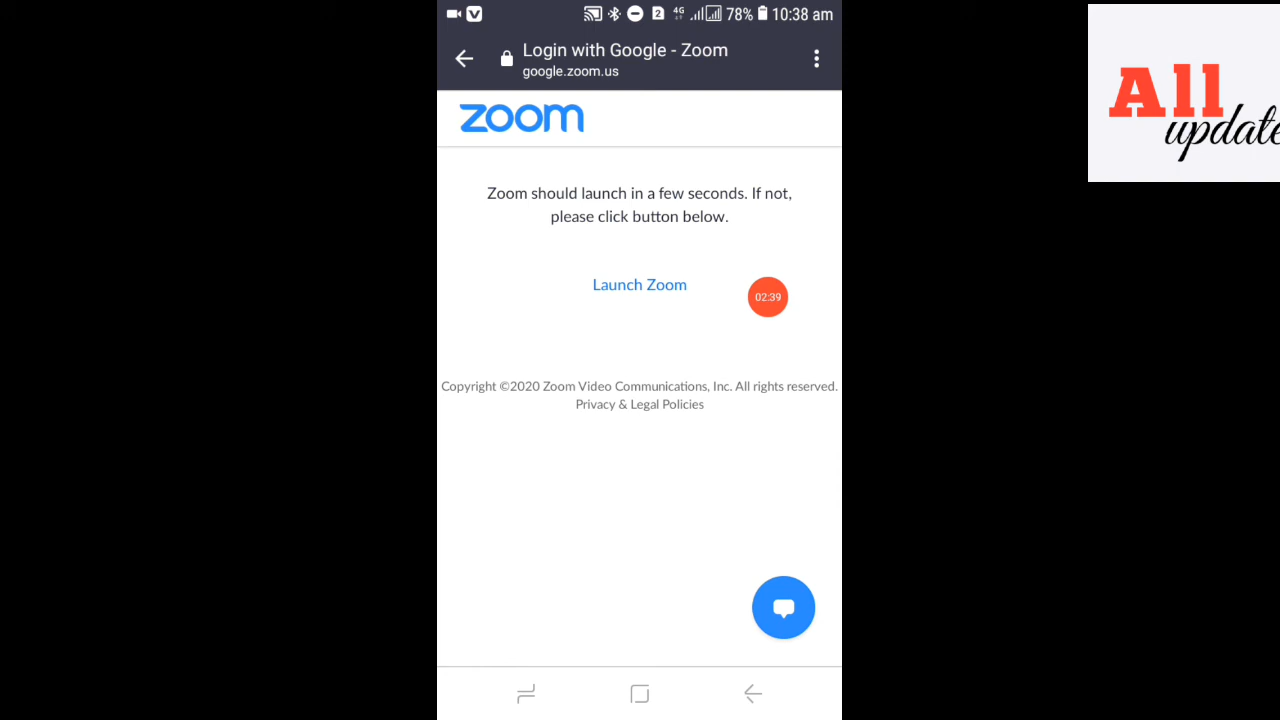 78% 10:38 am
2
4G
Login with Google - Zoom
google.zoom.us
zoom
Zoom should launch in a few seconds. If not,
please click button below.
Launch Zoom
02:39
Copyright ©2020 Zoom Video Communications, Inc. All rights reserved.
Privacy & Legal Policies
All
update